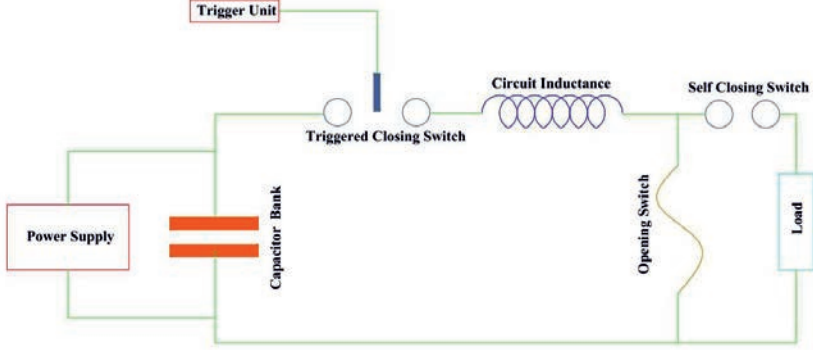 Trigger Unit
Circuit Inductance
Self Closing Switch
Triggered Closing Switch
Power Supply
Capacitor Bank
Opening Switch
Load